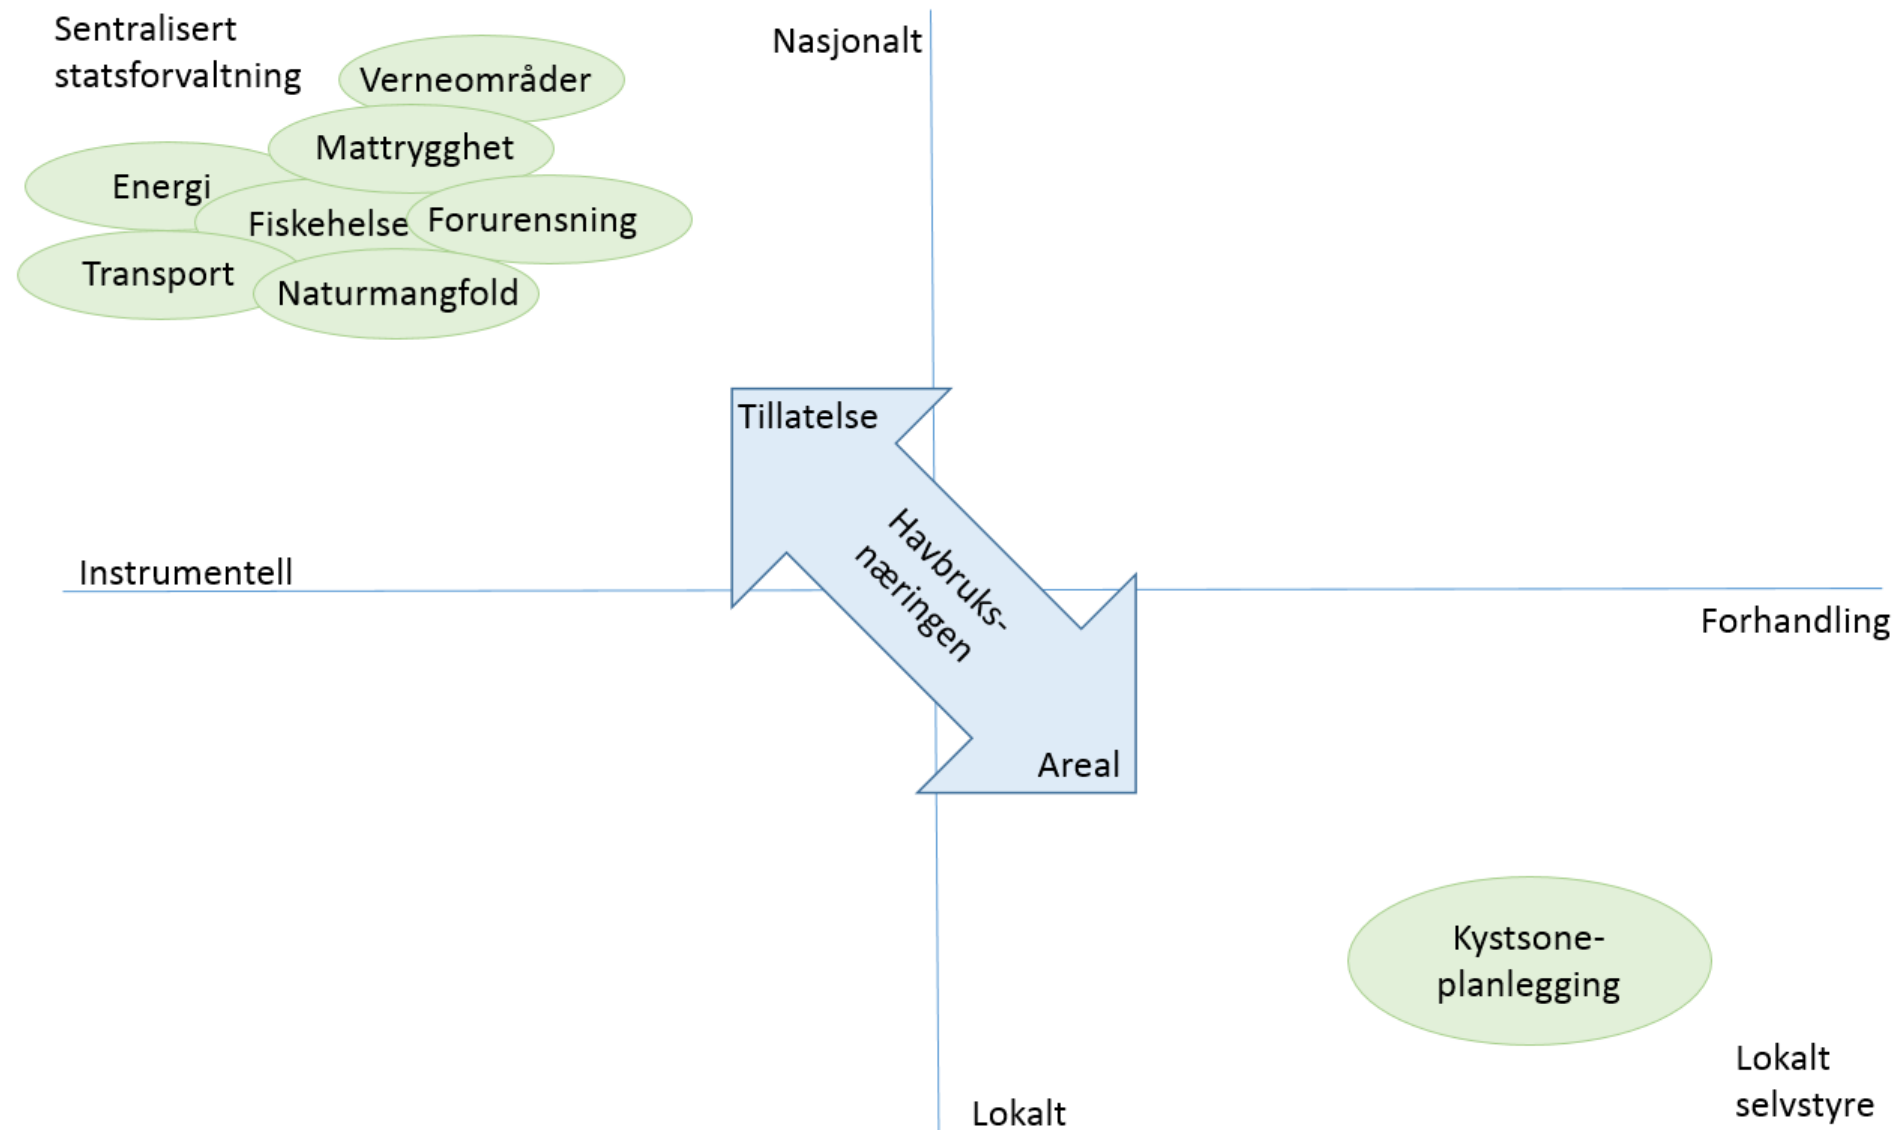 Sentralisert
statsforvaltning
Nasjonalt
Verneområder
Mattrygghet
Energi
Fiskehelse
Forurensning
Transport
Naturmangfold
Tillatelse
Havbruks-
næringen
Areal
Instrumentell
Forhandling
Kystsone-
planlegging
Lokalt
selvstyre
Lokalt